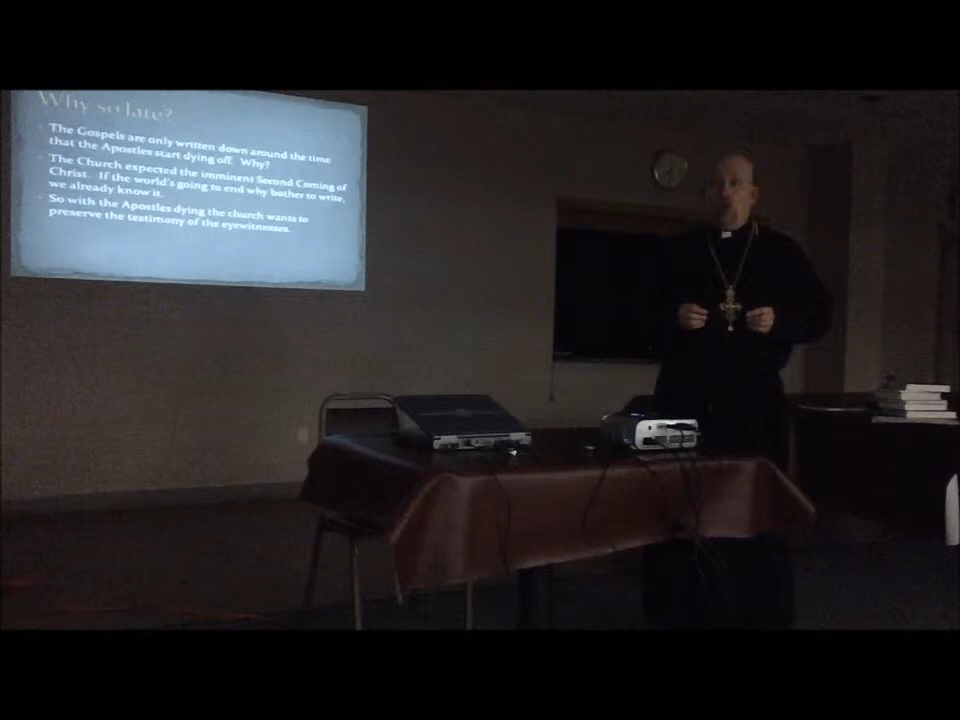 Why so late?
The Gospels are only written down around the time
that the Apostles start dying off. Why?
The Church expected the imminent Second Coming of
Christ. If the world's going to end why bother to write,
we already know it.
So with the Apostles dying the church wants to
preserve the testimony of the eyewitnesses.